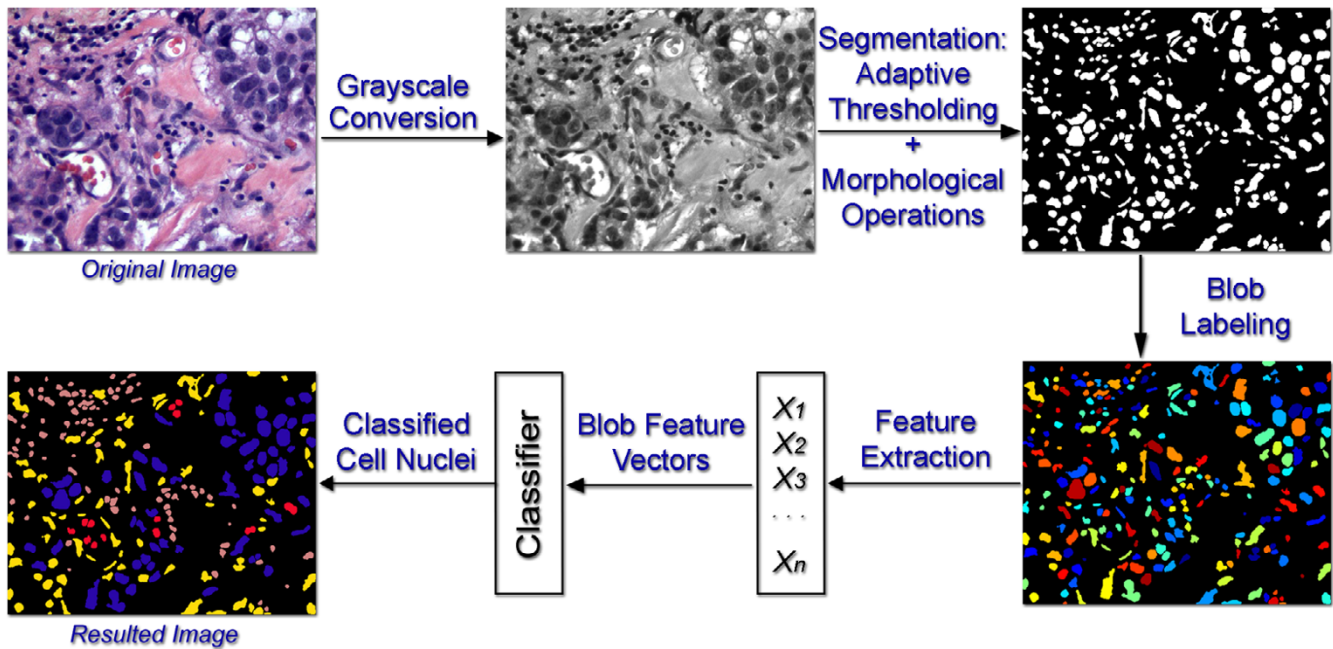 Grayscale
Conversion
Segmentation:
Adaptive
Thresholding
+
Morphological
Operations
Original Image
Blob
Labeling
Feature
Extraction
X1
X2
X3
. . .
Xn
Blob Feature
Vectors
Classifier
Classified
Cell Nuclei
Resulted Image